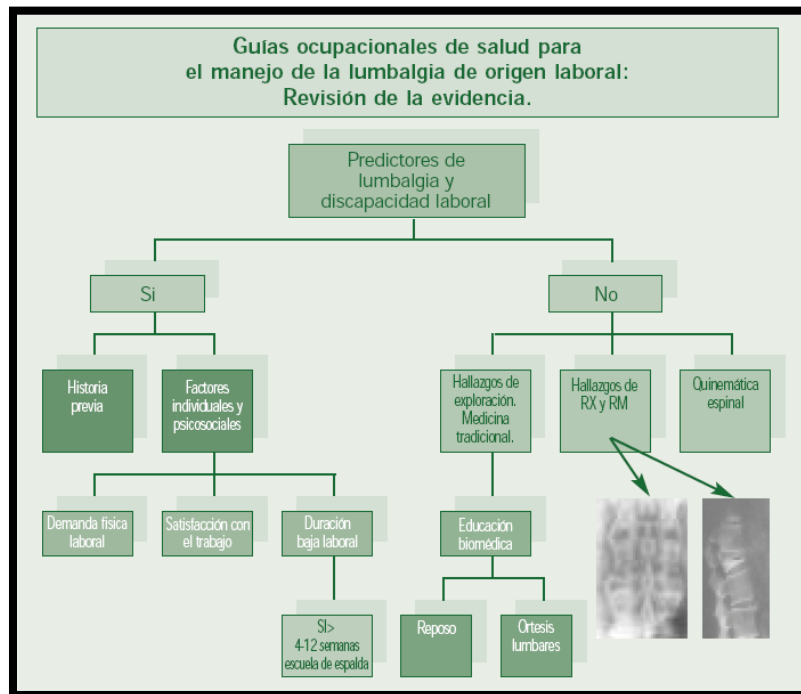 Guías ocupacionales de salud para
el manejo de la lumbalgia de origen laboral:
Revisión de la evidencia.
Predictores de
lumbalgia y
discapacidad laboral
Si
No
Historia
previa
Factores
individuales y
psicosociales
Hallazgos de
exploración.
Medicina
tradicional.
Hallazgos de
RX y RM
Quinemática
espinal
Demanda física
laboral
Satisfacción con
el trabajo
Duración
baja laboral
Educación
biomédica
SI>
4-12 semanas
escuela de espalda
Reposo
Ortesis
lumbares